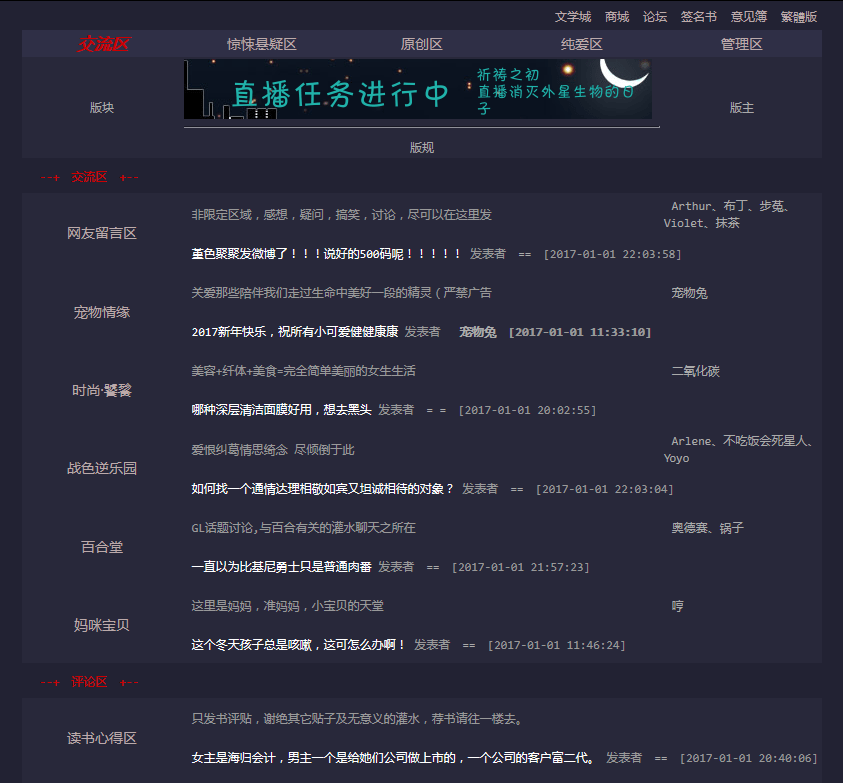 文学城 商城 论坛 签名书 意见簿 繁體版
交流区 惊悚悬疑区 原创区 纯爱区 管理区
直播任务进行中 祈祷之初
直播消灭外星生物的日
子
版块 版主
版规
--+ 交流区 +--
非限定区域，感想，疑问，搞笑，讨论，尽可以在这里发
Arthur、布丁、步菟、
Violet、抹茶
网友留言区
董色聚聚发微博了！！！说好的500码呢！！！！！ 发表者 == [2017-01-01 22:03:58]
关爱那些陪伴我们走过生命中美好一段的精灵（严禁广告 宠物兔
宠物情缘
2017新年快乐，祝所有小可爱健健康康 发表者 宠物兔 [2017-01-01 11:33:10]
美容+纤体+美食=完全简单美丽的女生生活 二氧化碳
时尚·饕餮
哪种深层清洁面膜好用，想去黑头 发表者 = = [2017-01-01 20:02:55]
爱恨纠葛情思绮念 尽倾倒于此
Arlene、不吃饭会死星人、
Yoyo
战色逆乐园
如何找一个通情达理相敬如宾又坦诚相待的对象？ 发表者 == [2017-01-01 22:03:04]
GL话题讨论,与百合有关的灌水聊天之所在 奥德赛、锅子
百合堂
一直以为比基尼勇士只是普通肉番 发表者 == [2017-01-01 21:57:23]
这里是妈妈，准妈妈，小宝贝的天堂 哼
妈咪宝贝
这个冬天孩子总是咳嗽，这可怎么办啊！ 发表者 == [2017-01-01 11:46:24]
--+ 评论区 +--
只发书评贴，谢绝其它贴子及无意义的灌水，荐书请往一楼去。
读书心得区
女主是海归会计，男主一个是给她们公司做上市的，一个公司的客户富二代。 发表者 == [2017-01-01 20:40:06]